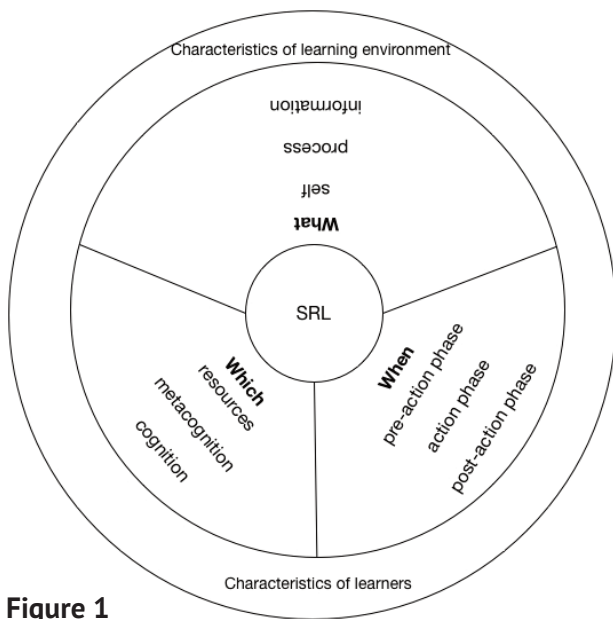 Characteristics of learning environment
What
self
process
information
SRL
Which
resources
metacognition
cognition
When
pre-action phase
action phase
post-action phase
Characteristics of learners
Figure 1